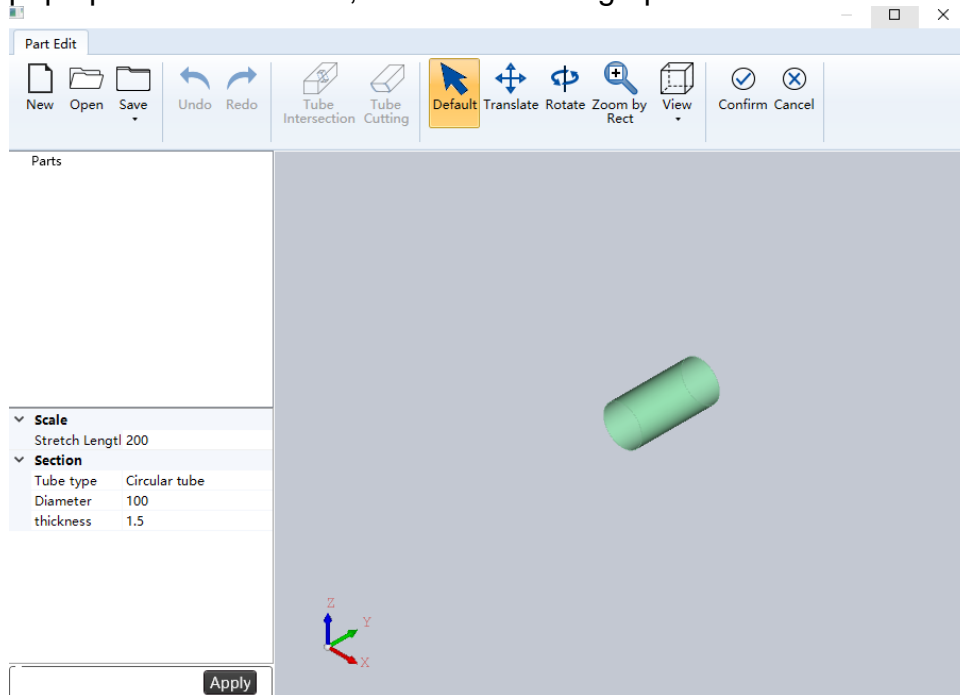 Part Edit
New Open Save Undo Redo Tube Intersection Tube Cutting Default Translate Rotate Zoom by Rect View Confirm Cancel
Parts
Scale
Stretch Lengtl 200
Section
Tube type Circular tube
Diameter 100
thickness 1.5
Z
Y
X
Apply